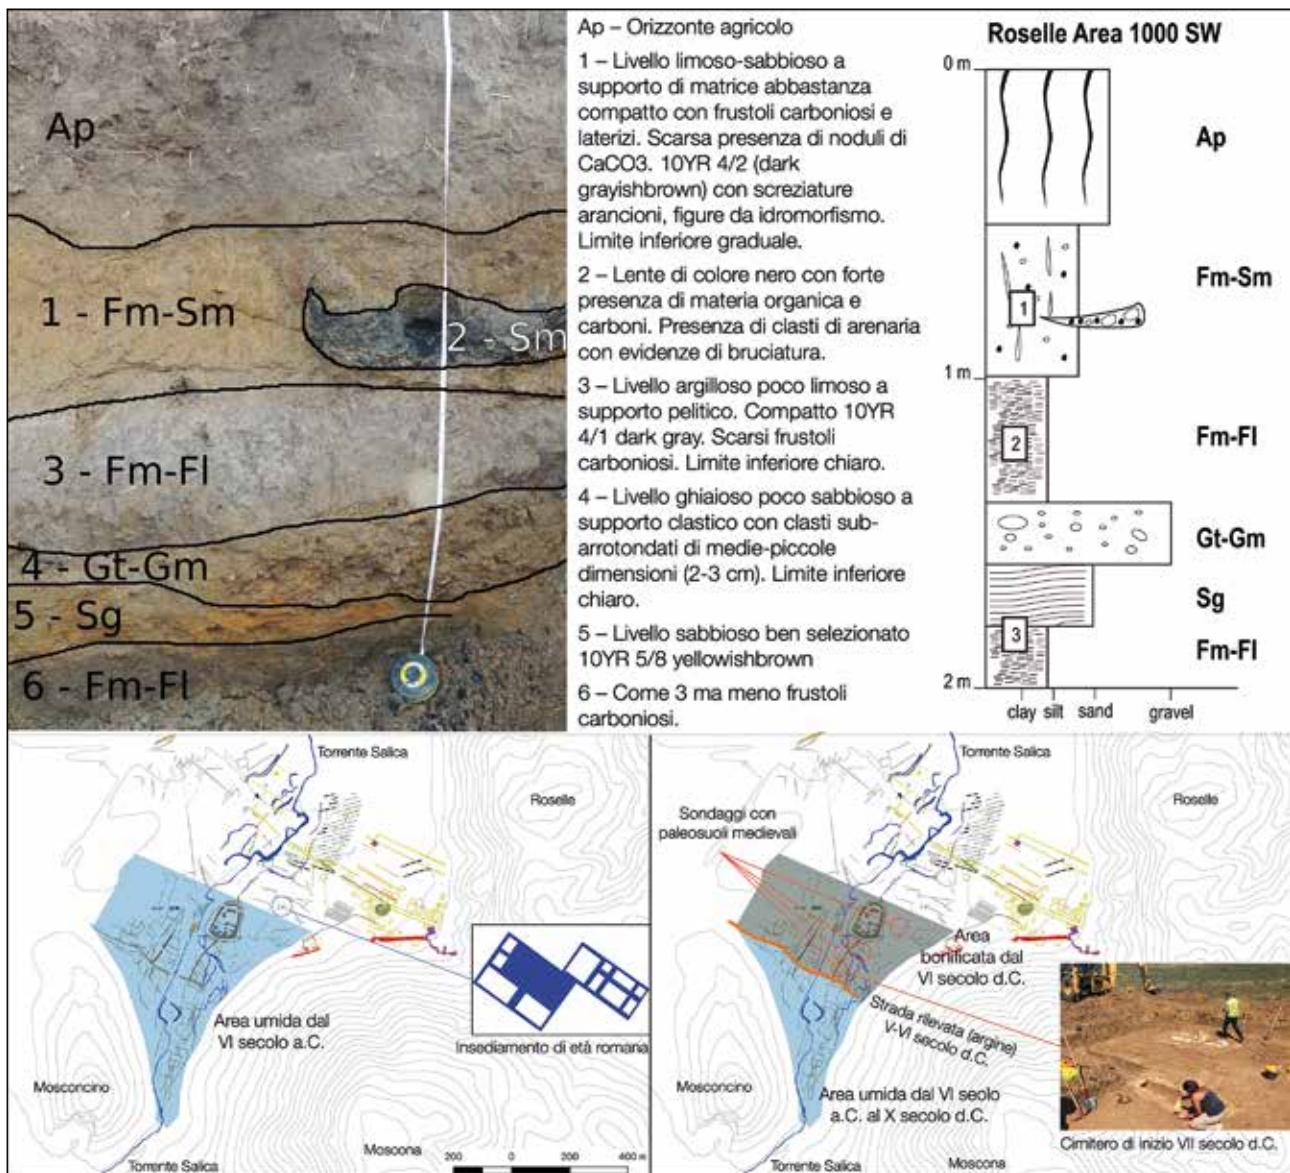 Ap
1 - Fm-Sm
2 - Sm
3 - Fm-Fl
4 - Gt-Gm
5 - Sg
6 - Fm-Fl
Ap – Orizzonte agricolo
1 – Livello limoso-sabbioso a
supporto di matrice abbastanza
compatto con frustoli carboniosi e
laterizi. Scarsa presenza di noduli di
CaCO3. 10YR 4/2 (dark
grayishbrown) con screziature
arancioni, figure da idromorfismo.
Limite inferiore graduale.
2 – Lente di colore nero con forte
presenza di materia organica e
carboni. Presenza di clasti di arenaria
con evidenze di bruciatura.
3 – Livello argilloso poco limoso a
supporto pelitico. Compatto 10YR
4/1 dark gray. Scarsi frustoli
carboniosi. Limite inferiore chiaro.
4 – Livello ghiaioso poco sabbioso a
supporto clastico con clasti sub-
arrotondati di medie-piccole
dimensioni (2-3 cm). Limite inferiore
chiaro.
5 – Livello sabbioso ben selezionato
10YR 5/8 yellowishbrown
6 – Come 3 ma meno frustoli
carboniosi.
Roselle Area 1000 SW
0 m
Ap
Fm-Sm
1
1 m
Fm-Fl
2
Gt-Gm
Sg
3
Fm-Fl
2 m
clay silt sand gravel
Torrente Salica
Roselle
Area umida dal
VI secolo a.C.
Insediamento di età romana
Mosconcino
Moscona
Torrente Salica
200 0 200 400 m
Torrente Salica
Sondaggi con
paleosuoli medievali
Roselle
Area
bonificata dal
VI secolo d.C.
Strada rilevata (argine)
V-VI secolo d.C.
Mosconcino
Area umida dal VI seolo
a.C. al X secolo d.C.
Cimitero di inizio VII secolo d.C.
Torrente Salica
Moscona